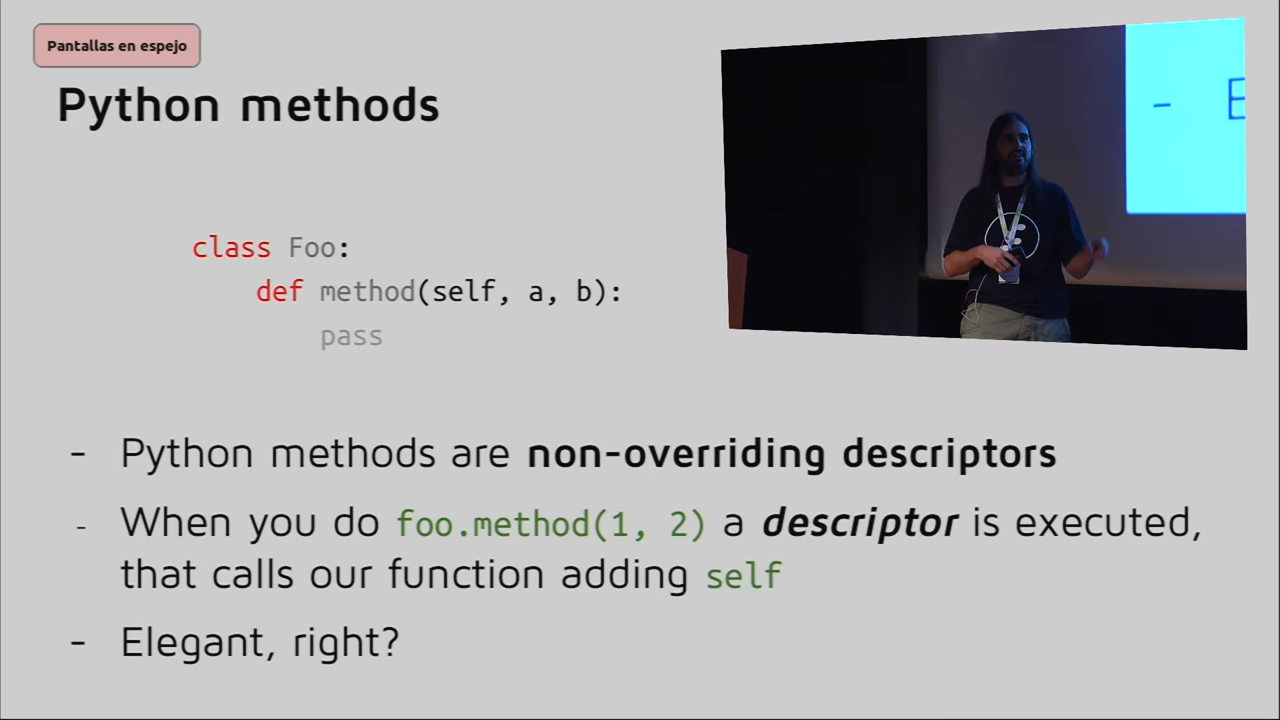 Pantallas en espejo
Python methods
class Foo:
def method(self, a, b):
pass
- Python methods are non-overriding descriptors
- When you do foo.method(1, 2) a descriptor is executed,
that calls our function adding self
- Elegant, right?
- E